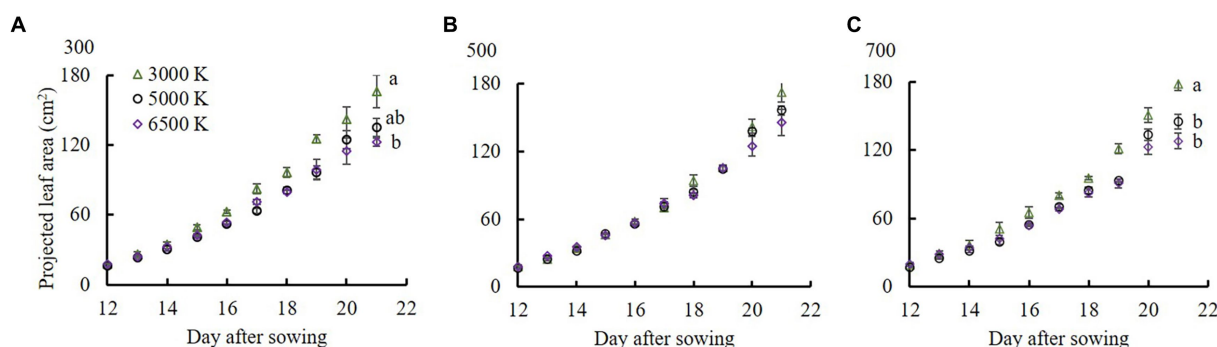 A
300
Projected leaf area (cm²)
180
120
60
0
3000 K
5000 K
6500 K
a
ab
b
12 14 16 18 20 22
Day after sowing
B
500
180
120
60
0
12 14 16 18 20 22
Day after sowing
C
700
180
120
60
0
a
b
b
12 14 16 18 20 22
Day after sowing